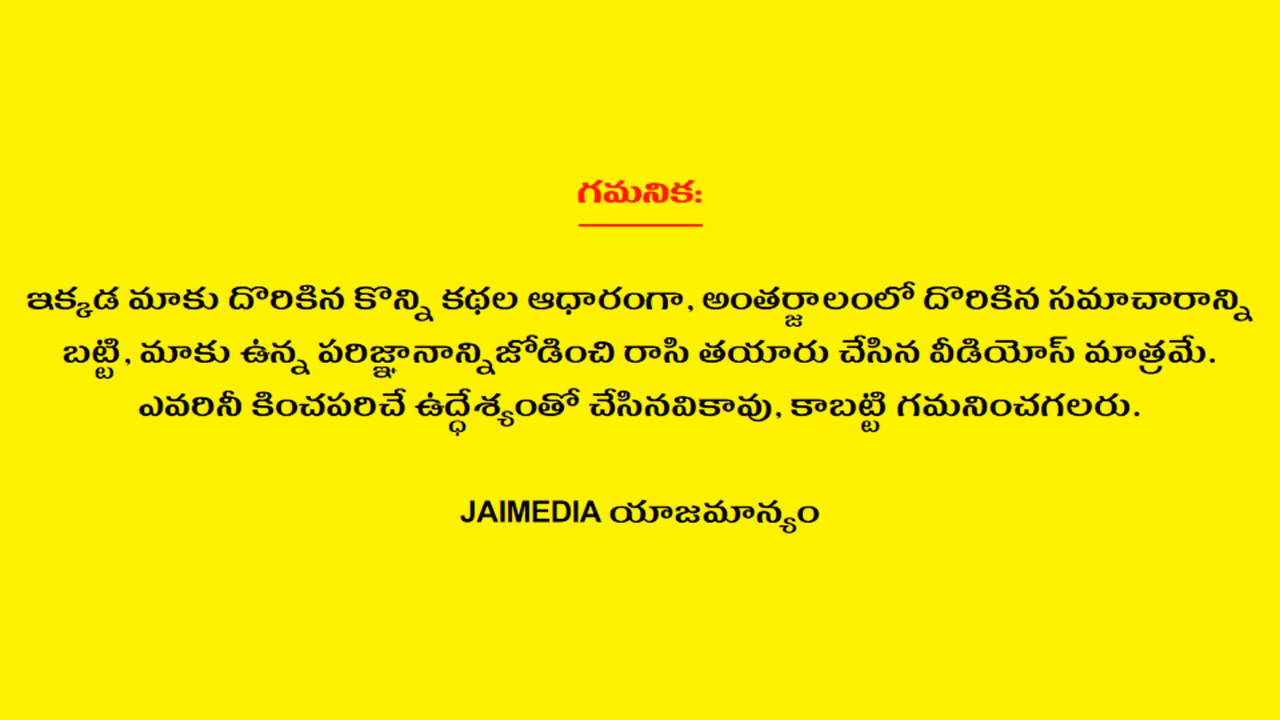 గమనిక:
ఇక్కడ మాకు దొరికిన కొన్ని కథల ఆధారంగా, అంతర్జాలంలో దొరికిన సమాచారాన్ని
బట్టి, మాకు ఉన్న పరిజ్ఞానాన్నిజోడించి రాసి తయారు చేసిన వీడియోస్ మాత్రమే.
ఎవరినీ కించపరిచే ఉద్ధేశ్యంతో చేసినవికావు, కాబట్టి గమనించగలరు.
JAIMEDIA యాజమాన్యం